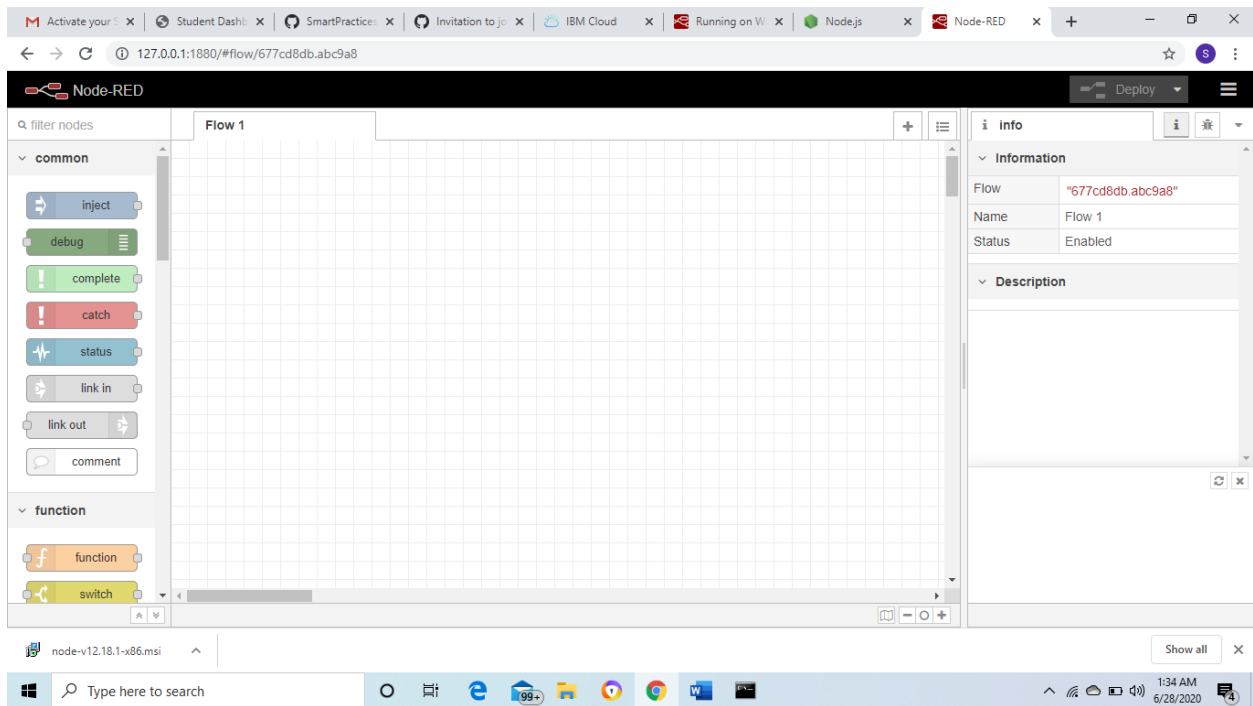 Activate your S
Student Dashb
SmartPractices
Invitation to jo
IBM Cloud
Running on Wi
Node.js
Node-RED
127.0.0.1:1880/#flow/677cd8db.abc9a8
S
Node-RED
Deploy
filter nodes
Flow 1
i info
i
common
inject
debug
complete
catch
status
link in
link out
comment
function
function
switch
Information
Flow "677cd8db.abc9a8"
Name Flow 1
Status Enabled
Description
node-v12.18.1-x86.msi
Show all
Type here to search
99+
1:34 AM
6/28/2020
4